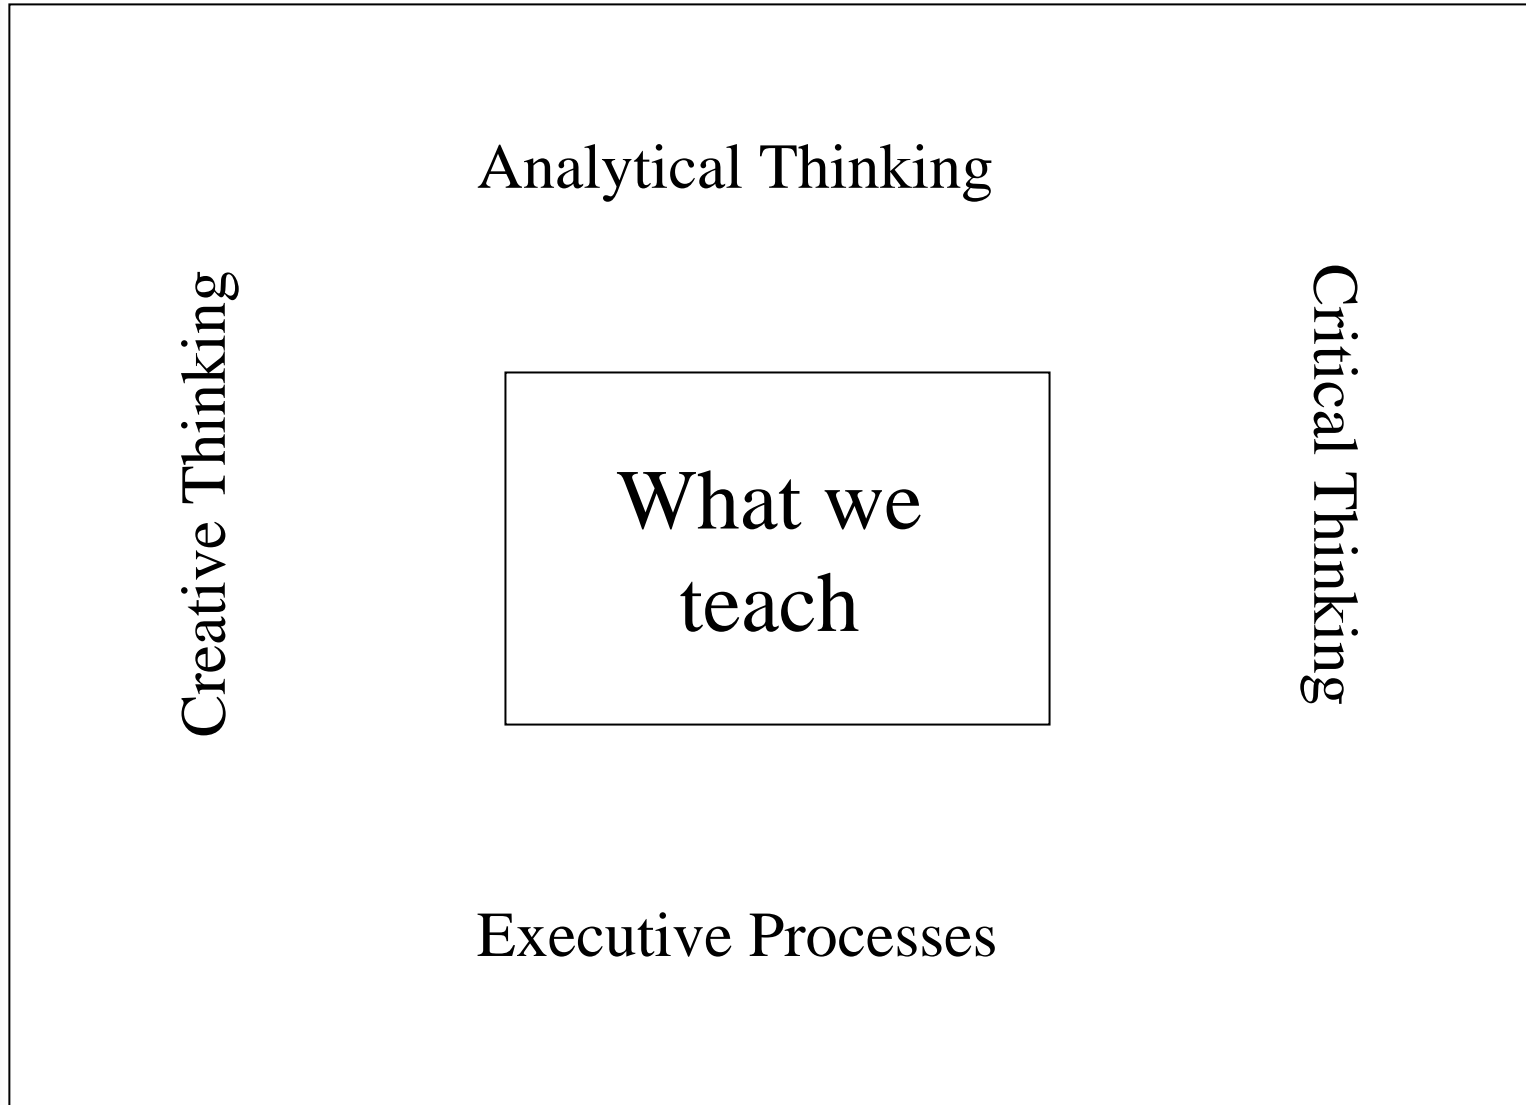 Analytical Thinking
Creative Thinking
What we
teach
Critical Thinking
Executive Processes